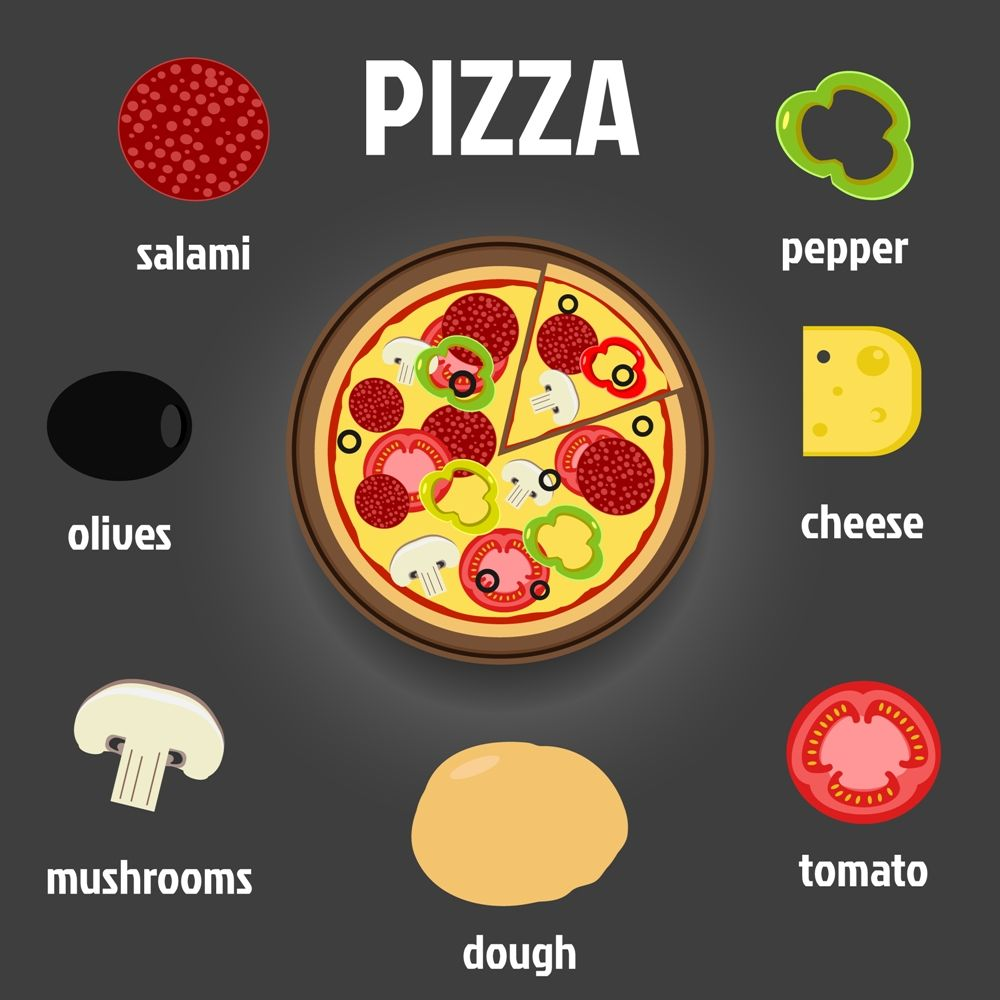 PIZZA
salami
pepper
olives
cheese
mushrooms
tomato
dough